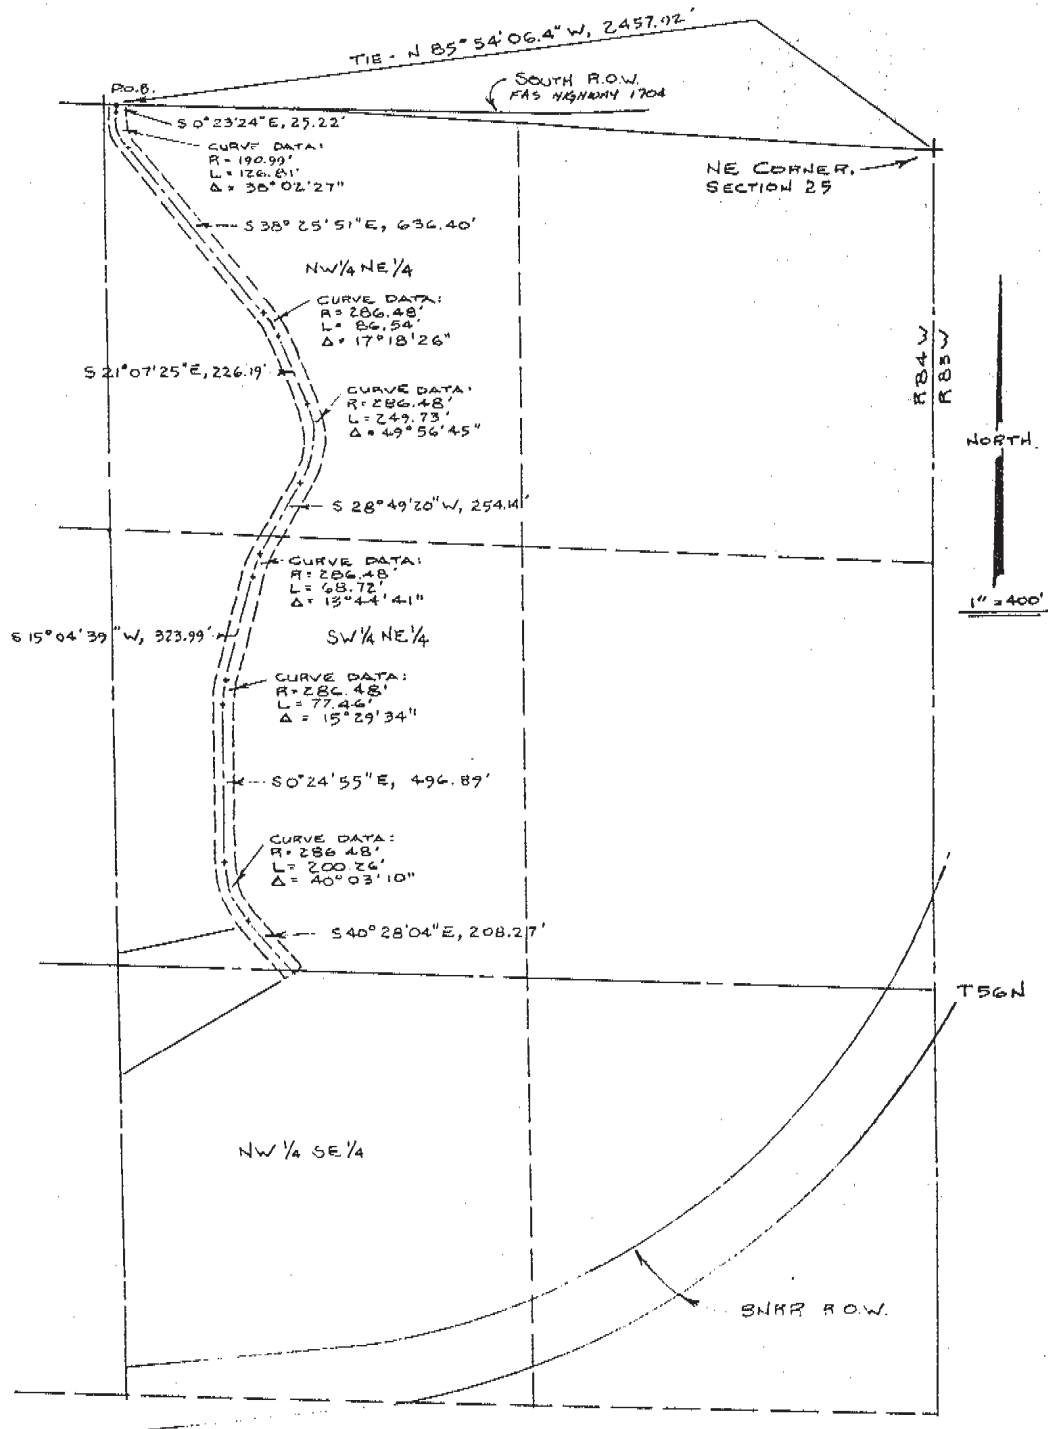 TIE - N 85° 54' 06.4" W, 2457.02'
P.O.B.
SOUTH R.O.W.
FAS HIGHWAY 1704
S 0° 23' 24" E, 25.22'
CURVE DATA:
R = 190.99'
L = 126.81'
Δ = 38° 02' 27"
NE CORNER,
SECTION 25
S 38° 25' 51" E, 636.40'
NW 1/4 NE 1/4
CURVE DATA:
R = 286.48'
L = 86.54'
Δ = 17° 18' 26"
R84W
R83W
S 21° 07' 25" E, 226.19'
CURVE DATA:
R = 286.48'
L = 249.73'
Δ = 49° 56' 45"
NORTH
S 28° 49' 20" W, 254.14'
CURVE DATA:
R = 286.48'
L = 68.72'
Δ = 13° 44' 41"
1" = 400'
S 15° 04' 39" W, 323.99'
SW 1/4 NE 1/4
CURVE DATA:
R = 286.48'
L = 77.46'
Δ = 15° 29' 34"
S 0° 24' 55" E, 496.89'
CURVE DATA:
R = 286.48'
L = 200.26'
Δ = 40° 03' 10"
S 40° 28' 04" E, 208.27'
T56N
NW 1/4 SE 1/4
BNRR R.O.W.